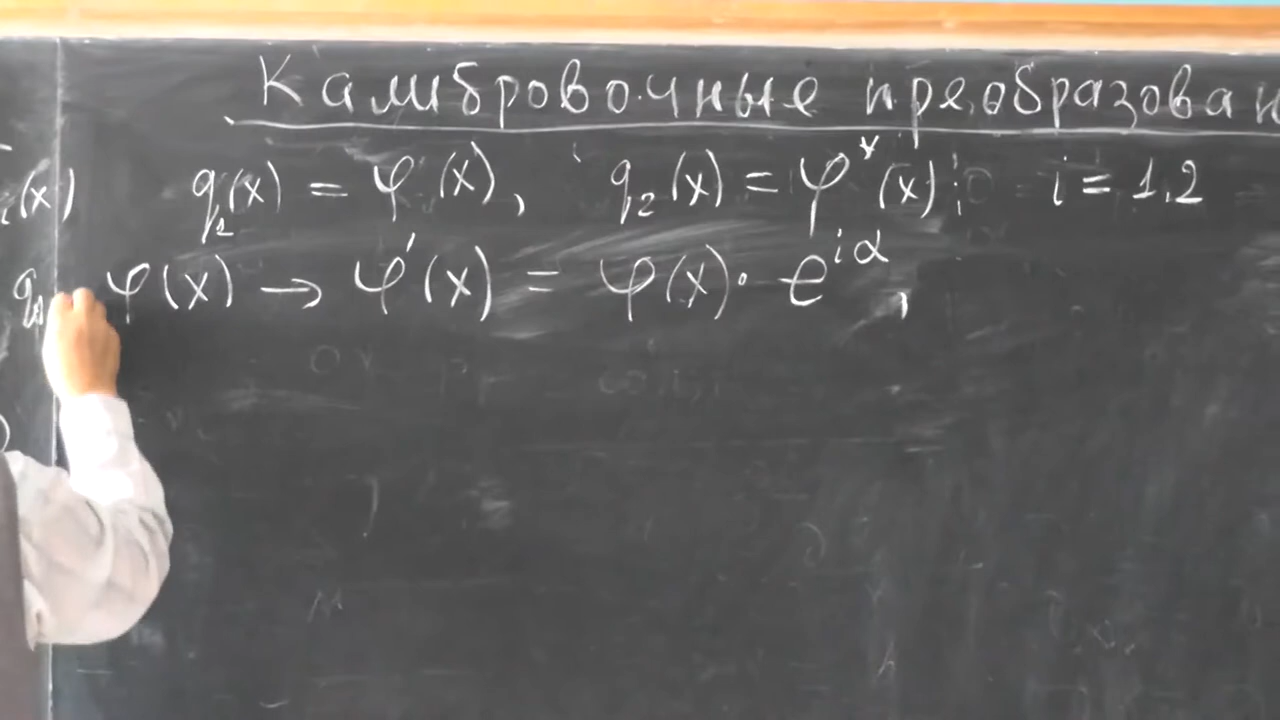 Калибровочные преобразован
q₁(x) = φ(x), q₂(x) = φ*(x); i = 1,2
φ(x) → φ'(x) = φ(x) · e^{iα},